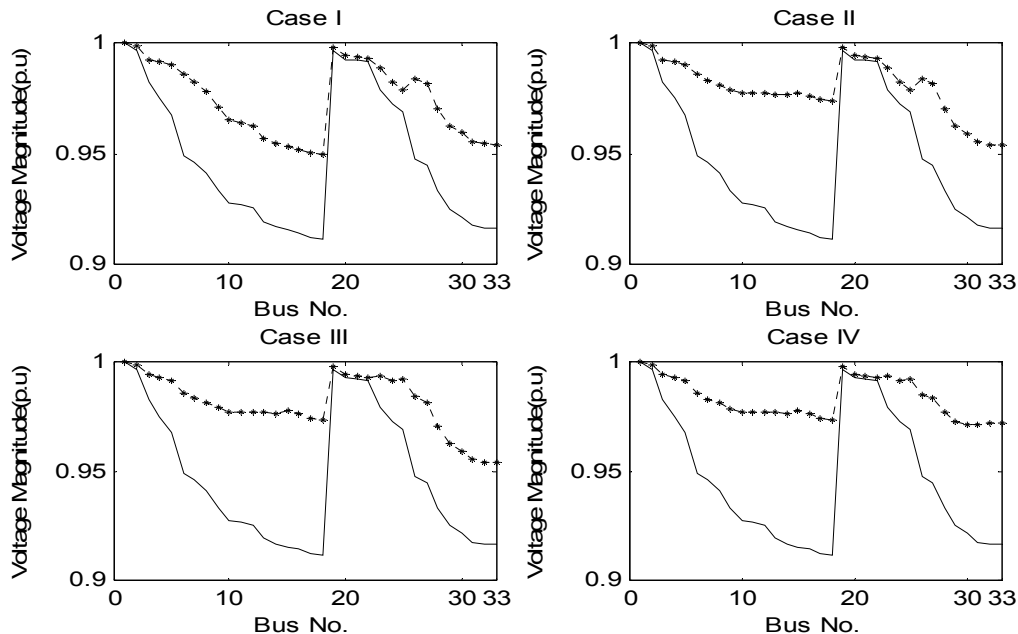 Case I
Voltage Magnitude(p.u)
1
0.95
0.9
0 10 20 30 33
Bus No.
Case II
Voltage Magnitude(p.u)
1
0.95
0.9
0 10 20 30 33
Bus No.
Case III
Voltage Magnitude(p.u)
1
0.95
0.9
0 10 20 30 33
Bus No.
Case IV
Voltage Magnitude(p.u)
1
0.95
0.9
0 10 20 30 33
Bus No.